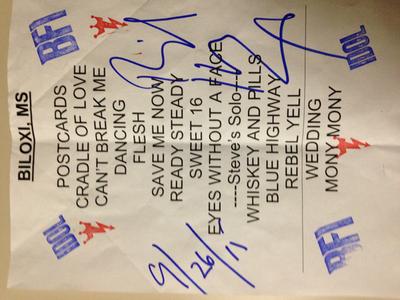 BFI
IDOL
BILOXI, MS
POSTCARDS
CRADLE OF LOVE
CAN'T BREAK ME
DANCING
FLESH
SAVE ME NOW
READY STEADY
SWEET 16
EYES WITHOUT A FACE
----Steve's Solo----
WHISKEY AND PILLS
BLUE HIGHWAY
REBEL YELL
WEDDING
MONY MONY
IDOL
BFI
9/26/11